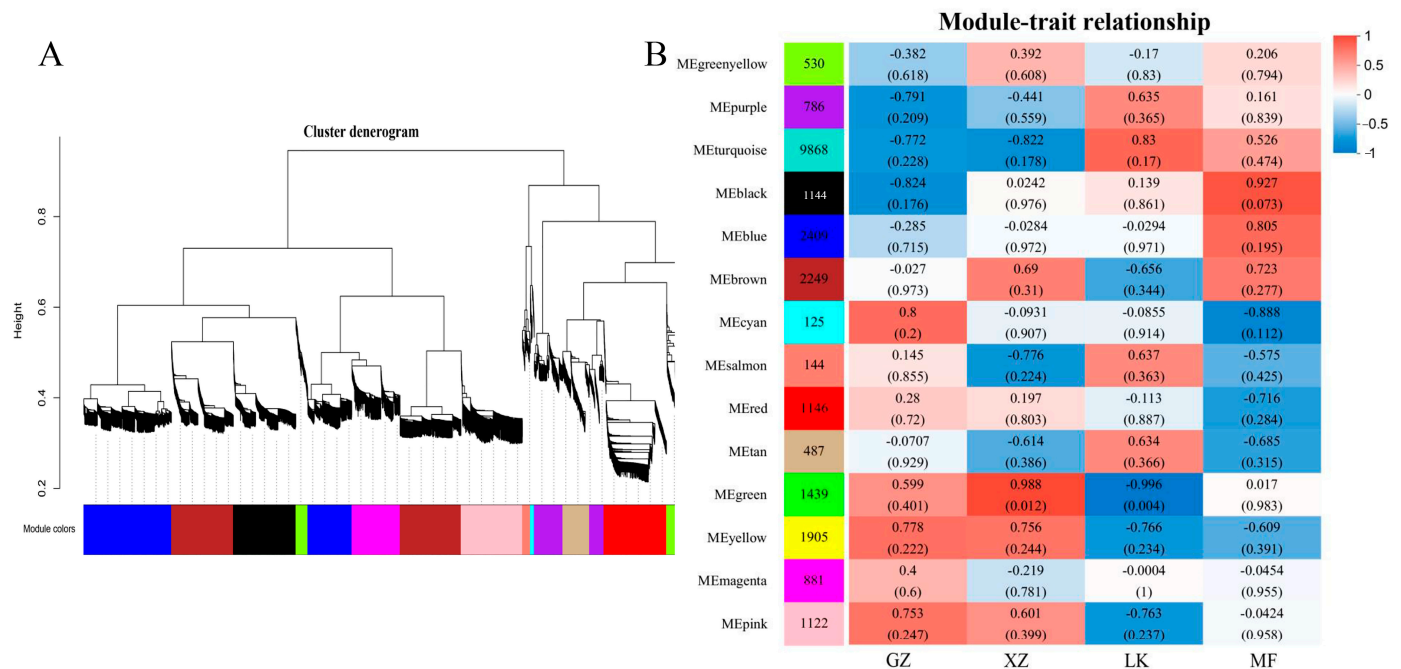 A
Cluster denerogram
Height
0.8
0.6
0.4
0.2
Module colors
B
Module-trait relationship
MEgreenyellow 530 -0.382 0.392 -0.17 0.206
(0.618) (0.608) (0.83) (0.794)
MEpurple 786 -0.791 -0.441 0.635 0.161
(0.209) (0.559) (0.365) (0.839)
MEturquoise 9868 -0.772 -0.822 0.83 0.526
(0.228) (0.178) (0.17) (0.474)
MEblack 1144 -0.824 0.0242 0.139 0.927
(0.176) (0.976) (0.861) (0.073)
MEblue -0.285 -0.0284 -0.0294 0.805
(0.715) (0.972) (0.971) (0.195)
MEbrown 2249 -0.027 0.69 -0.656 0.723
(0.973) (0.31) (0.344) (0.277)
MEcyan 125 0.8 -0.0931 -0.0855 -0.888
(0.2) (0.907) (0.914) (0.112)
MEsalmon 144 0.145 -0.776 0.637 -0.575
(0.855) (0.224) (0.363) (0.425)
MEred 1146 0.28 0.197 -0.113 -0.716
(0.72) (0.803) (0.887) (0.284)
MEtan 487 -0.0707 -0.614 0.634 -0.685
(0.929) (0.386) (0.366) (0.315)
MEgreen 1439 0.599 0.988 -0.996 0.017
(0.401) (0.012) (0.004) (0.983)
MEyellow 1905 0.778 0.756 -0.766 -0.609
(0.222) (0.244) (0.234) (0.391)
MEmagenta 881 0.4 -0.219 -0.0004 -0.0454
(0.6) (0.781) (1) (0.955)
MEpink 1122 0.753 0.601 -0.763 -0.0424
(0.247) (0.399) (0.237) (0.958)
GZ XZ LK MF
1
0.5
0
-0.5
-1